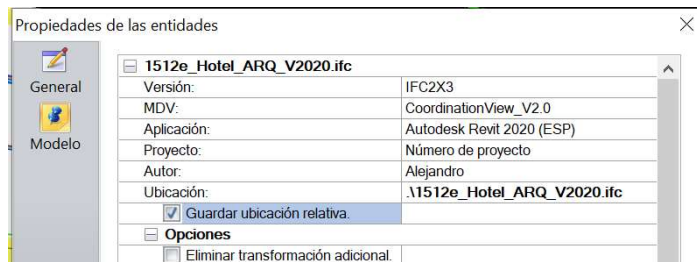 Propiedades de las entidades
General
Modelo
1512e_Hotel_ARQ_V2020.ifc
Versión: IFC2X3
MDV: CoordinationView_V2.0
Aplicación: Autodesk Revit 2020 (ESP)
Proyecto: Número de proyecto
Autor: Alejandro
Ubicación: .\1512e_Hotel_ARQ_V2020.ifc
Guardar ubicación relativa.
Opciones
Eliminar transformación adicional.